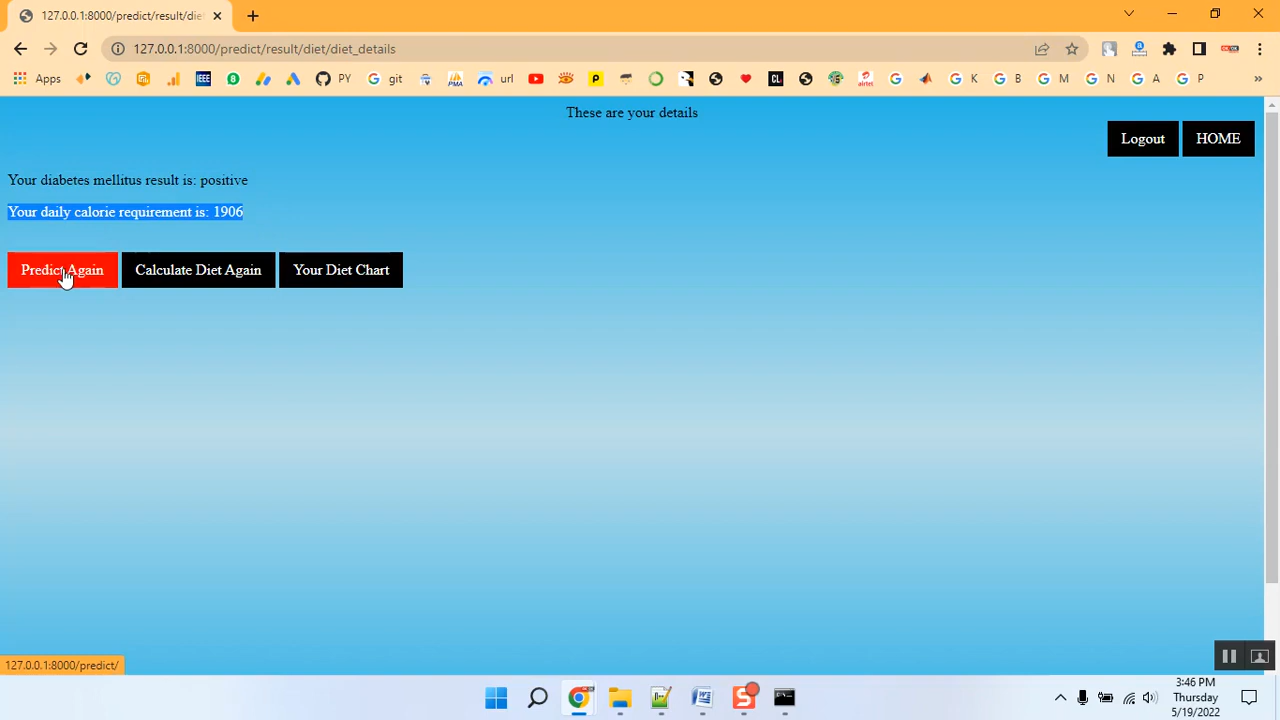 127.0.0.1:8000/predict/result/die
127.0.0.1:8000/predict/result/diet/diet_details
Apps
IEEE
PY
git
PMA
url
CL
airtel
K
B
M
N
A
P
»
These are your details
Logout
HOME
Your diabetes mellitus result is: positive
Your daily calorie requirement is: 1906
Predict Again
Calculate Diet Again
Your Diet Chart
127.0.0.1:8000/predict/
3:46 PM
Thursday
5/19/2022